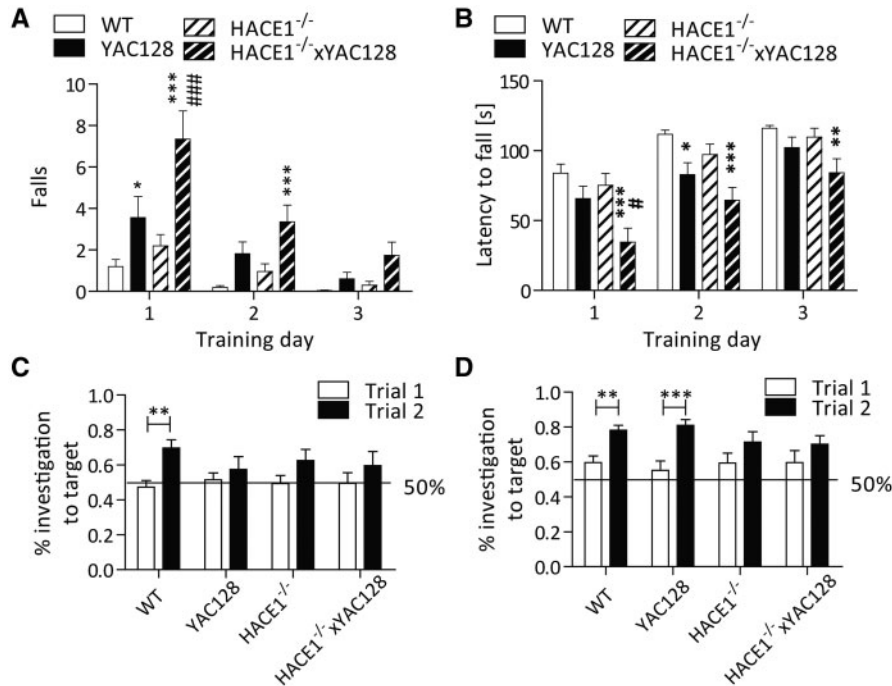 A
WT
HACE1-/-
YAC128
HACE1-/-xYAC128
Falls
10
8
6
4
2
0
*
***
###
***
1
2
3
Training day
B
WT
HACE1-/-
YAC128
HACE1-/-xYAC128
Latency to fall [s]
150
100
50
0
***
#
*
***
**
1
2
3
Training day
C
Trial 1
Trial 2
% investigation
to target
1.0
0.8
0.6
0.4
0.2
0.0
**
50%
WT
YAC128
HACE1-/-
HACE1-/-xYAC128
D
Trial 1
Trial 2
% investigation
to target
1.0
0.8
0.6
0.4
0.2
0.0
**
***
50%
WT
YAC128
HACE1-/-
HACE1-/-xYAC128